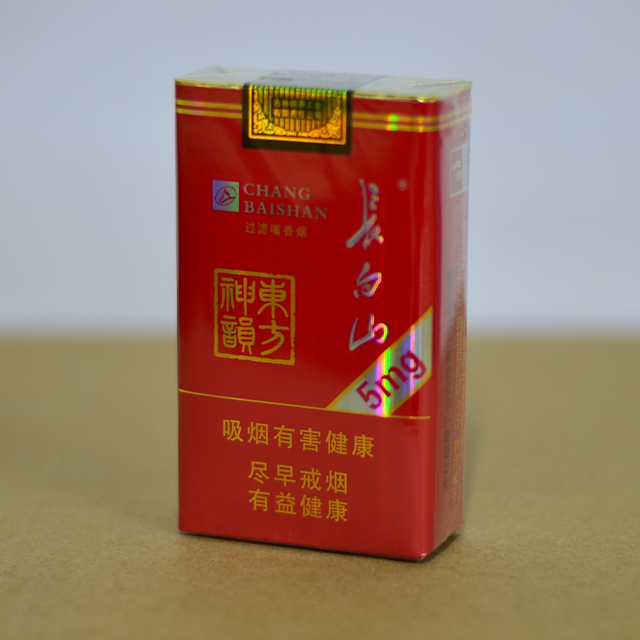 CHANG
BAISHAN
过滤嘴香烟
長白山
東方
神韻
5mg
吸烟有害健康
尽早戒烟
有益健康